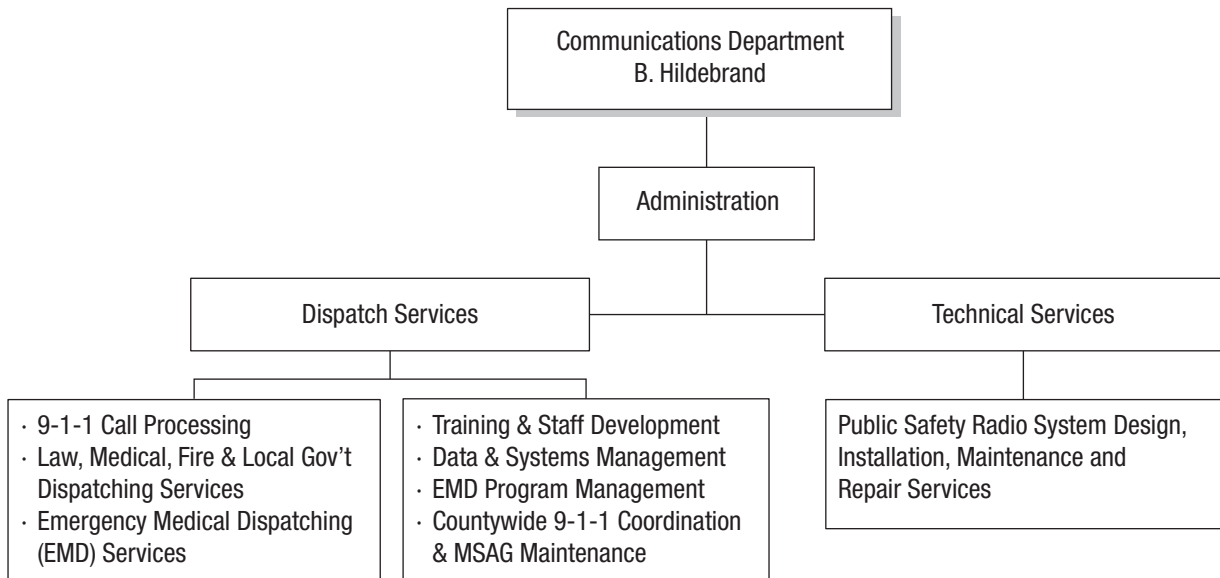 Communications Department
B. Hildebrand
Administration
Dispatch Services
Technical Services
· 9-1-1 Call Processing
· Law, Medical, Fire & Local Gov’t
Dispatching Services
· Emergency Medical Dispatching
(EMD) Services
· Training & Staff Development
· Data & Systems Management
· EMD Program Management
· Countywide 9-1-1 Coordination
& MSAG Maintenance
Public Safety Radio System Design,
Installation, Maintenance and
Repair Services